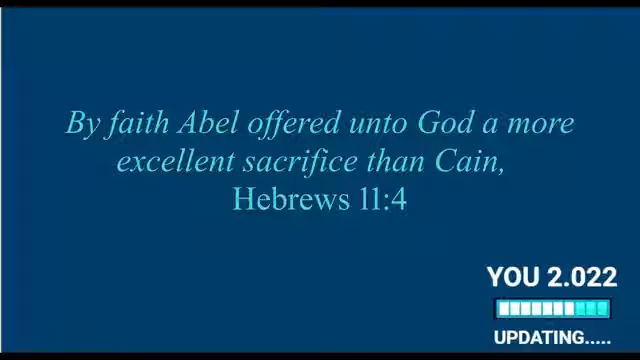 By faith Abel offered unto God a more
excellent sacrifice than Cain,
Hebrews 11:4
YOU 2.022
UPDATING.....